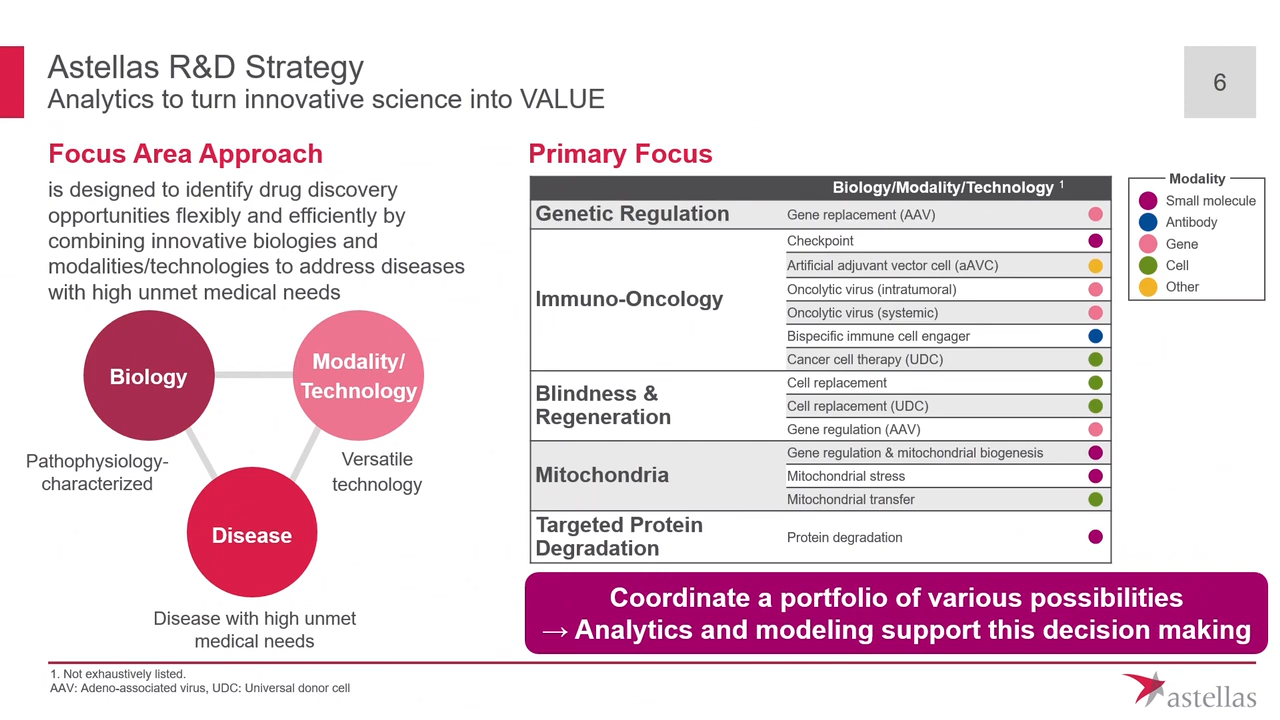 Astellas R&D Strategy
Analytics to turn innovative science into VALUE
6
Focus Area Approach
is designed to identify drug discovery
opportunities flexibly and efficiently by
combining innovative biologies and
modalities/technologies to address diseases
with high unmet medical needs
Biology
Modality/
Technology
Pathophysiology-
characterized
Versatile
technology
Disease
Disease with high unmet
medical needs
Primary Focus
Biology/Modality/Technology 1
Genetic Regulation
Gene replacement (AAV)
Immuno-Oncology
Checkpoint
Artificial adjuvant vector cell (aAVC)
Oncolytic virus (intratumoral)
Oncolytic virus (systemic)
Bispecific immune cell engager
Cancer cell therapy (UDC)
Blindness &
Regeneration
Cell replacement
Cell replacement (UDC)
Gene regulation (AAV)
Mitochondria
Gene regulation & mitochondrial biogenesis
Mitochondrial stress
Mitochondrial transfer
Targeted Protein
Degradation
Protein degradation
Modality
Small molecule
Antibody
Gene
Cell
Other
Coordinate a portfolio of various possibilities
→ Analytics and modeling support this decision making
1. Not exhaustively listed.
AAV: Adeno-associated virus, UDC: Universal donor cell
astellas